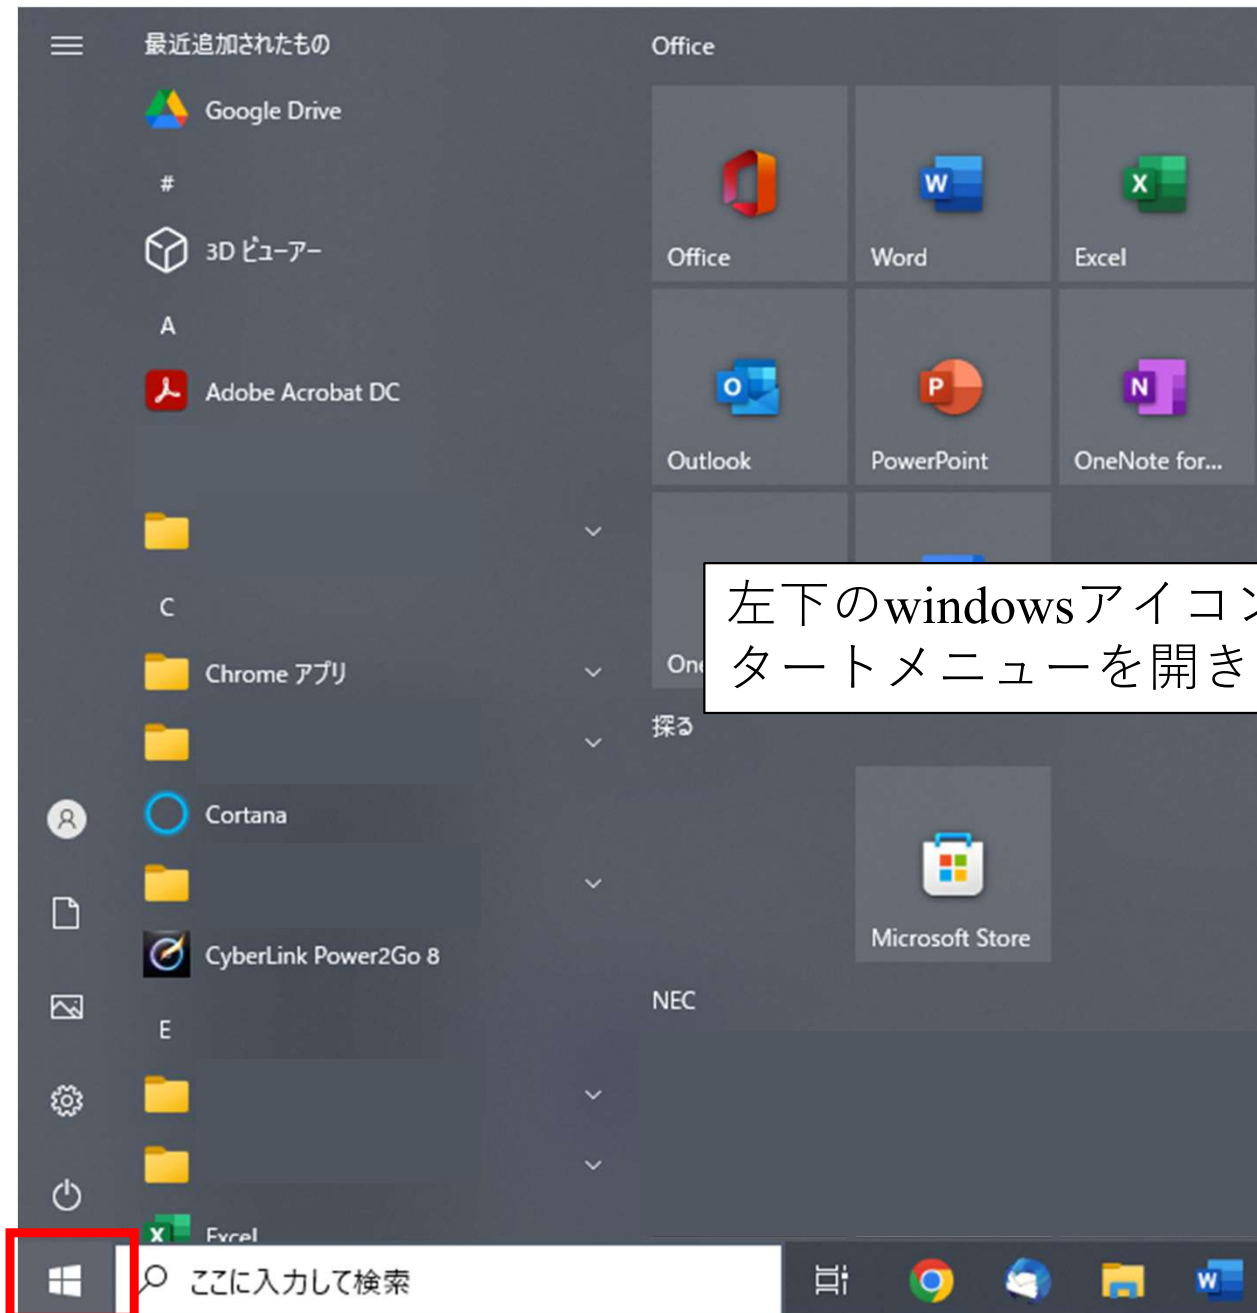 最近追加されたもの
Google Drive
#
3D ビューアー
A
Adobe Acrobat DC
C
Chrome アプリ
Cortana
CyberLink Power2Go 8
E
Excel
Office
Office
Word
Excel
Outlook
PowerPoint
OneNote for...
One
左下のwindowsアイコン
タートメニューを開き
探る
Microsoft Store
NEC
ここに入力して検索